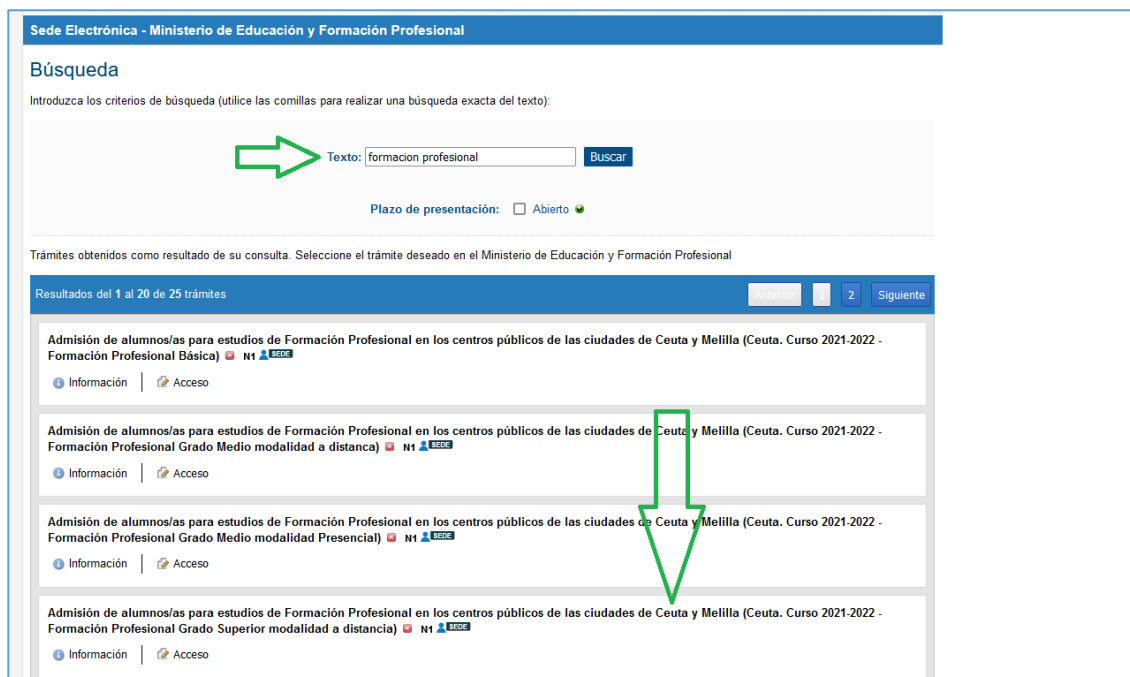 Sede Electrónica - Ministerio de Educación y Formación Profesional
Búsqueda
Introduzca los criterios de búsqueda (utilice las comillas para realizar una búsqueda exacta del texto):
Texto: formacion profesional Buscar
Plazo de presentación: Abierto
Trámites obtenidos como resultado de su consulta. Seleccione el trámite deseado en el Ministerio de Educación y Formación Profesional
Resultados del 1 al 20 de 25 trámites Anterior 1 2 Siguiente
Admisión de alumnos/as para estudios de Formación Profesional en los centros públicos de las ciudades de Ceuta y Melilla (Ceuta. Curso 2021-2022 -
Formación Profesional Básica) N1 SEDE
Información Acceso
Admisión de alumnos/as para estudios de Formación Profesional en los centros públicos de las ciudades de Ceuta y Melilla (Ceuta. Curso 2021-2022 -
Formación Profesional Grado Medio modalidad a distanca) N1 SEDE
Información Acceso
Admisión de alumnos/as para estudios de Formación Profesional en los centros públicos de las ciudades de Ceuta y Melilla (Ceuta. Curso 2021-2022 -
Formación Profesional Grado Medio modalidad Presencial) N1 SEDE
Información Acceso
Admisión de alumnos/as para estudios de Formación Profesional en los centros públicos de las ciudades de Ceuta y Melilla (Ceuta. Curso 2021-2022 -
Formación Profesional Grado Superior modalidad a distancia) N1 SEDE
Información Acceso